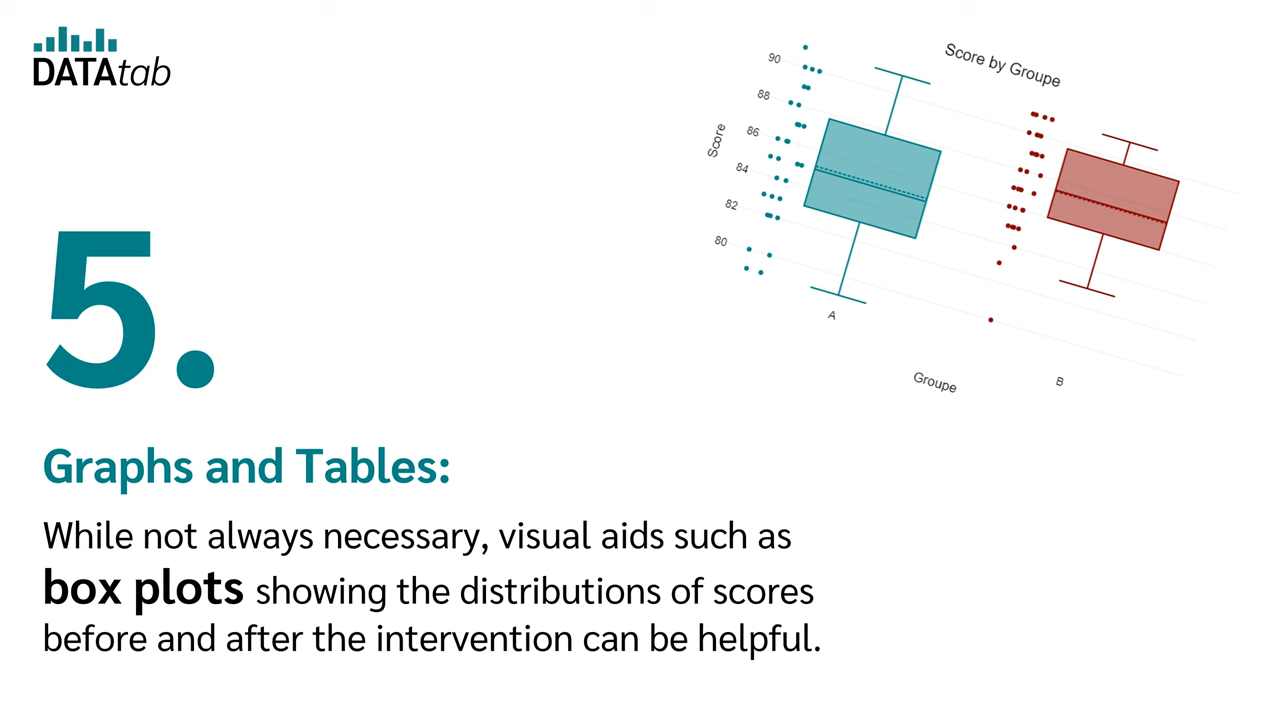 DATAtab
Score by Groupe
90
88
86
84
82
80
Score
A
B
Groupe
5.
Graphs and Tables:
While not always necessary, visual aids such as
box plots showing the distributions of scores
before and after the intervention can be helpful.